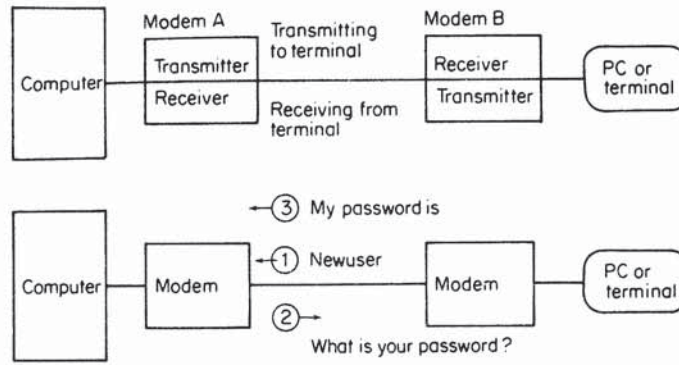 Modem A
Transmitting
to terminal
Modem B
Computer
Transmitter
Receiver
Receiving from
terminal
Receiver
Transmitter
PC or
terminal
③ My password is
① Newuser
Computer
Modem
Modem
PC or
terminal
②
What is your password?